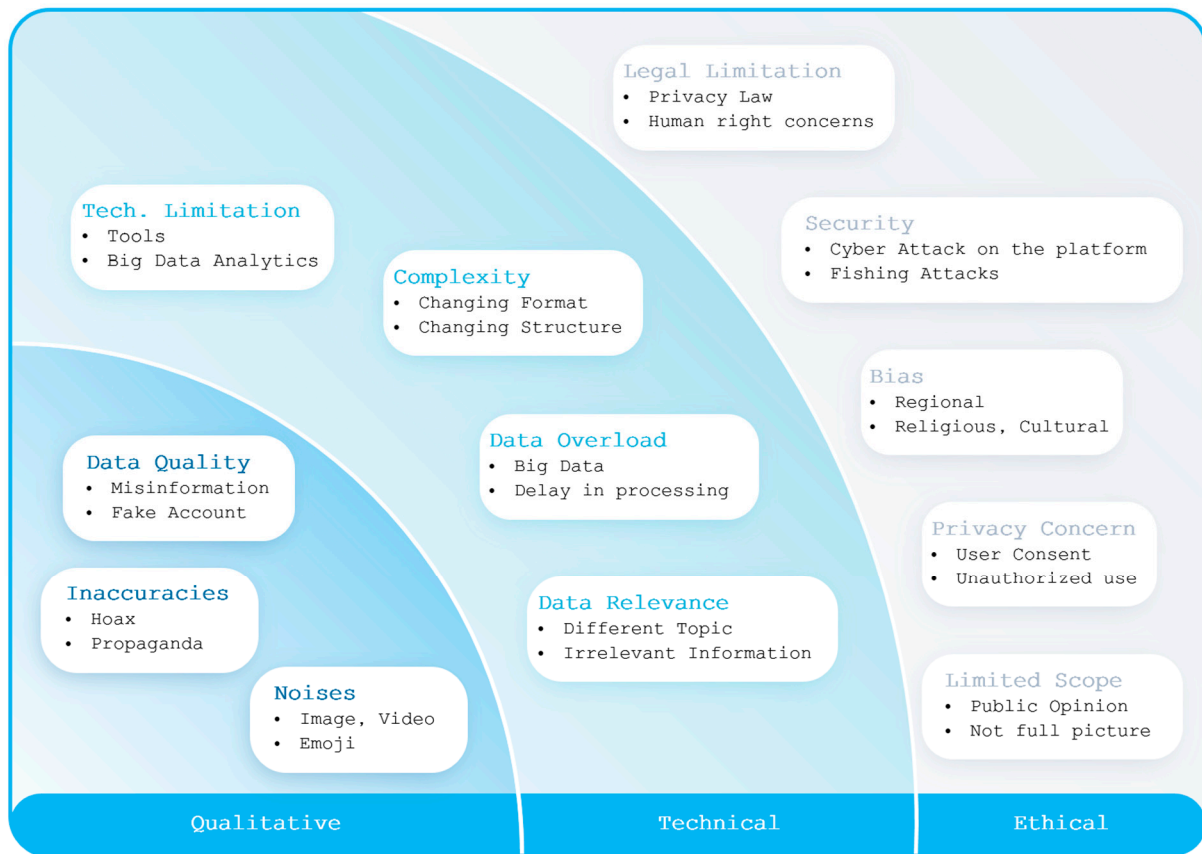 Legal Limitation
• Privacy Law
• Human right concerns
Tech. Limitation
• Tools
• Big Data Analytics
Security
• Cyber Attack on the platform
• Fishing Attacks
Complexity
• Changing Format
• Changing Structure
Bias
• Regional
• Religious, Cultural
Data Quality
• Misinformation
• Fake Account
Data Overload
• Big Data
• Delay in processing
Privacy Concern
• User Consent
• Unauthorized use
Inaccuracies
• Hoax
• Propaganda
Data Relevance
• Different Topic
• Irrelevant Information
Noises
• Image, Video
• Emoji
Limited Scope
• Public Opinion
• Not full picture
Qualitative
Technical
Ethical